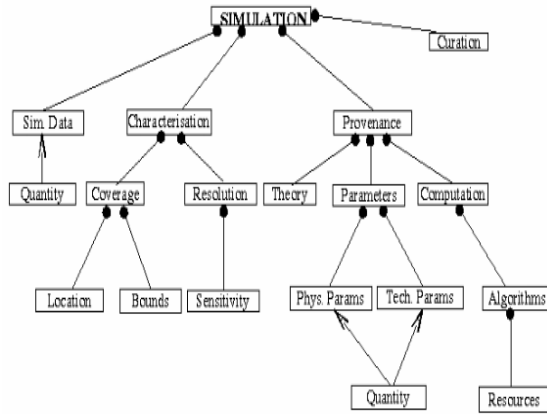 SIMULATION
Curation
Sim. Data
Characterisation
Provenance
Quantity
Coverage
Resolution
Theory
Parameters
Computation
Location
Bounds
Sensitivity
Phys. Params
Tech. Params
Algorithms
Quantity
Resources